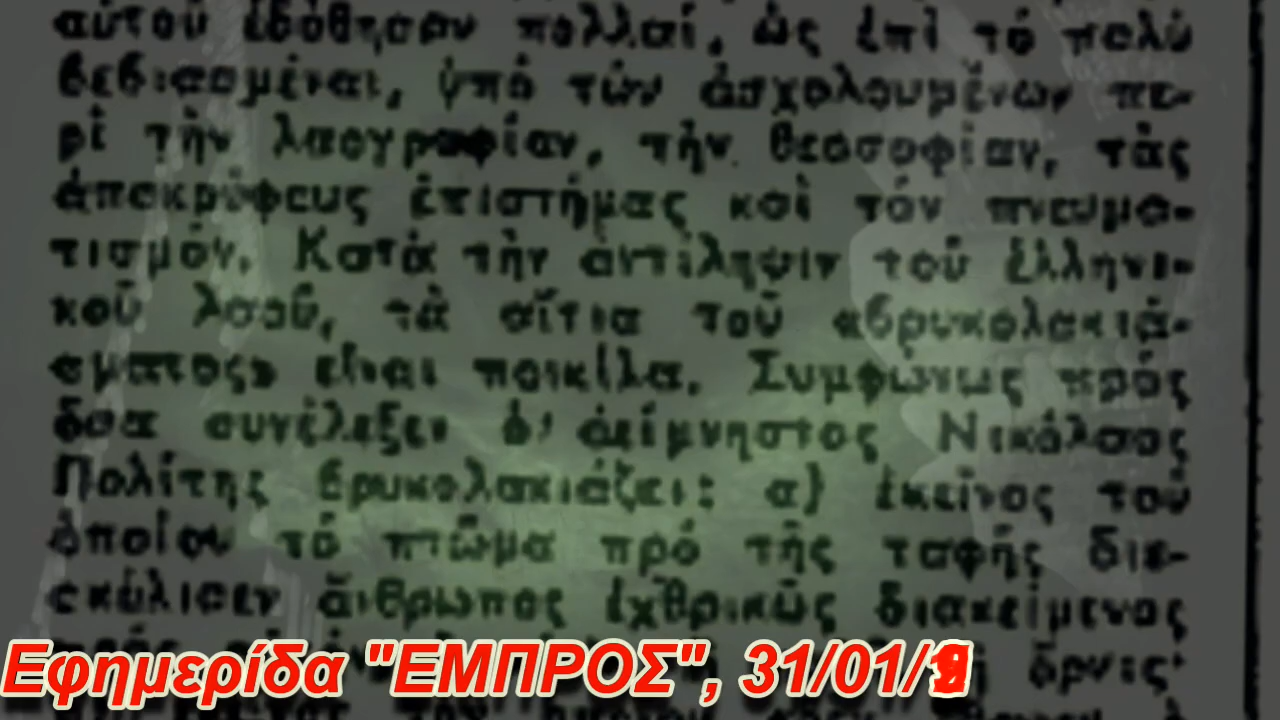 αὐτοῦ ἐδόθησαν πολλαί, ὡς ἐπὶ τὸ πολὺ
βεβιασμέναι, ὑπὸ τῶν ἀσχολουμένων πε-
ρὶ τὴν λαογραφίαν, τὴν θεοσοφίαν, τὰς
ἀποκρύφους ἐπιστήμας καὶ τὸν πνευμα-
τισμόν. Κατὰ τὴν ἀντίληψιν τοῦ ἑλληνι-
κοῦ λαοῦ, τὰ αἴτια τοῦ «βρυκολακιά-
σματος» εἶναι ποικίλα. Συμφώνως πρὸς
ὅσα συνέλεξεν ὁ ἀείμνηστος Νικόλαος
Πολίτης βρυκολακιάζει: α) ἐκεῖνος τοῦ
ὁποίου τὸ πτῶμα πρὸ τῆς ταφῆς διε-
σκέλισεν ἄνθρωπος ἐχθρικῶς διακείμενος
ὄρνις·
Εφημερίδα "ΕΜΠΡΟΣ", 31/01/